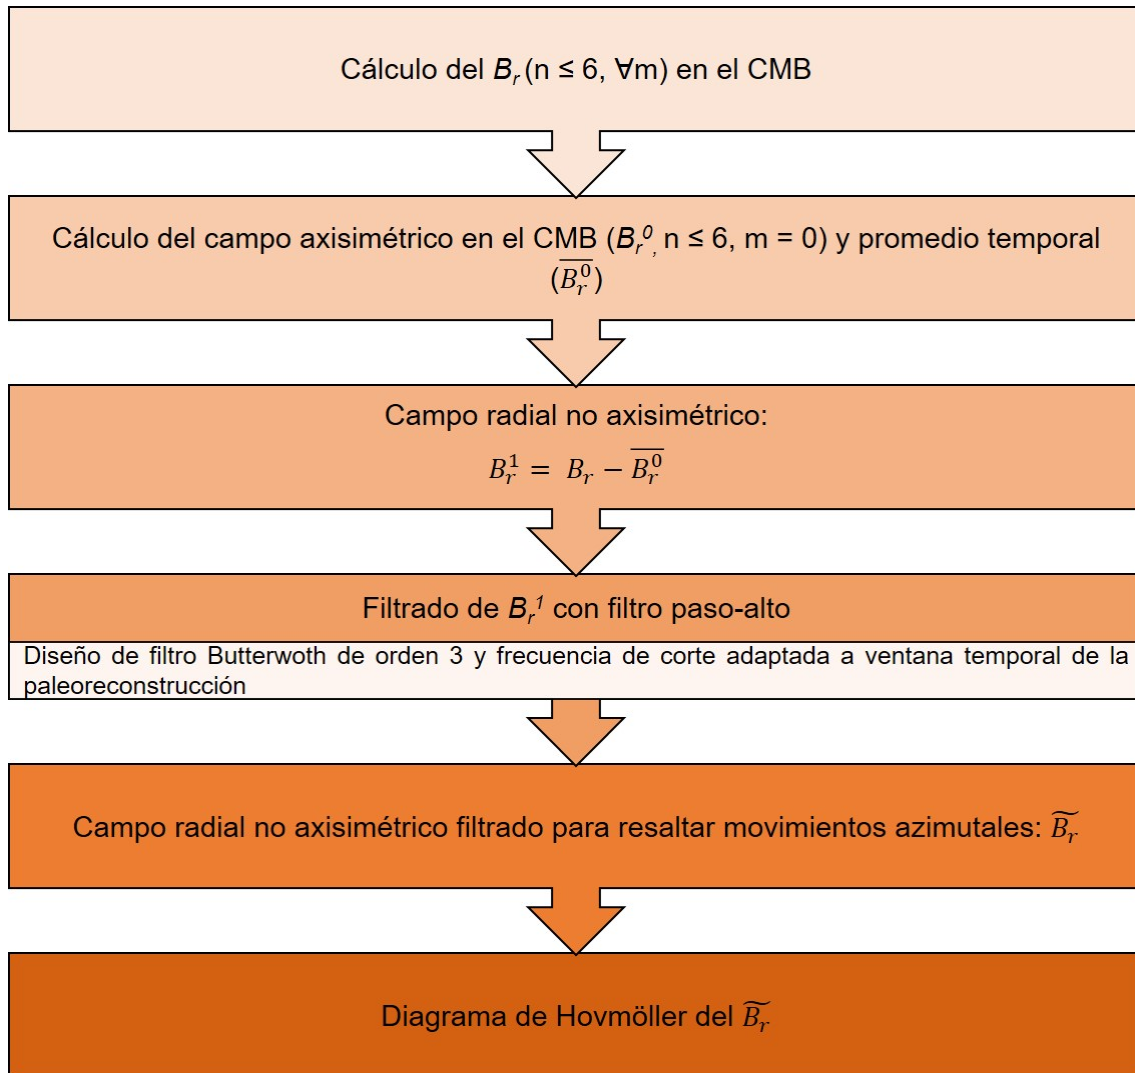 Cálculo del Bᵣ (n ≤ 6, ∀m) en el CMB
Cálculo del campo axisimétrico en el CMB (Bᵣ⁰, n ≤ 6, m = 0) y promedio temporal
(B̅ᵣ⁰)
Campo radial no axisimétrico:
Bᵣ¹ = Bᵣ − B̅ᵣ⁰
Filtrado de Bᵣ¹ con filtro paso-alto
Diseño de filtro Butterwoth de orden 3 y frecuencia de corte adaptada a ventana temporal de la
paleoreconstrucción
Campo radial no axisimétrico filtrado para resaltar movimientos azimutales: B̃ᵣ
Diagrama de Hovmöller del B̃ᵣ